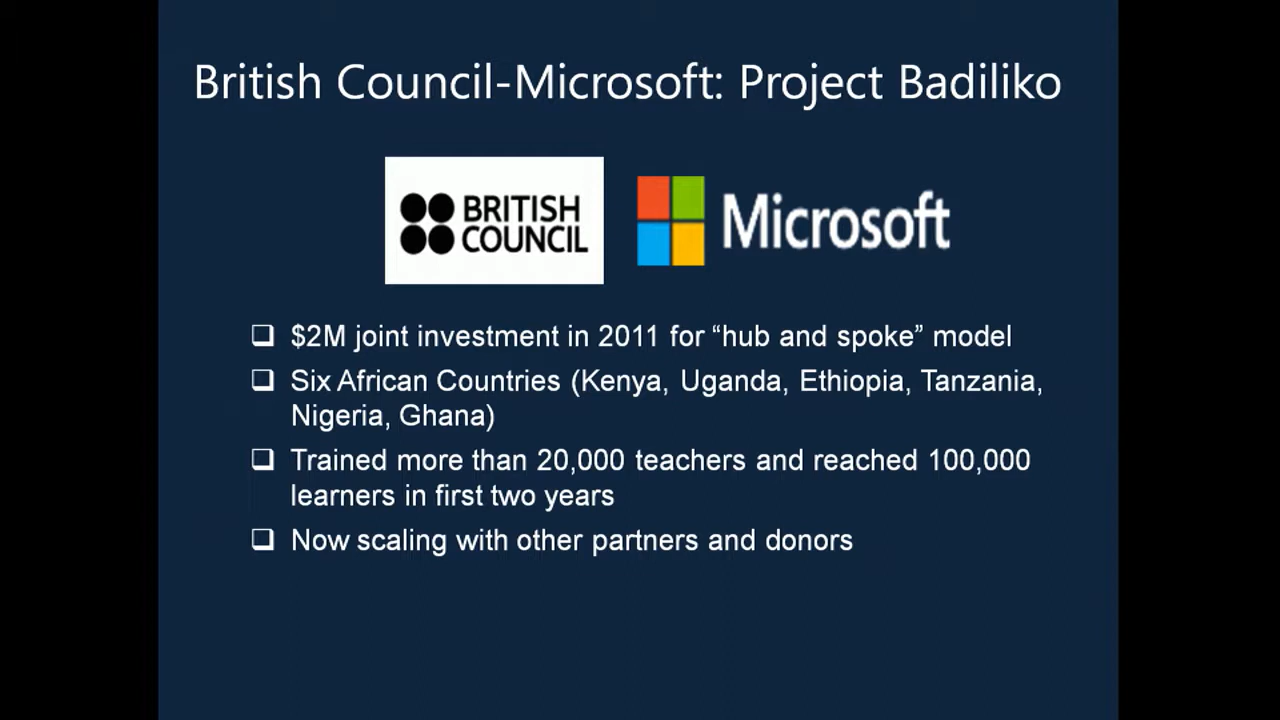 British Council-Microsoft: Project Badiliko
BRITISH
COUNCIL
Microsoft
$2M joint investment in 2011 for “hub and spoke” model
Six African Countries (Kenya, Uganda, Ethiopia, Tanzania,
Nigeria, Ghana)
Trained more than 20,000 teachers and reached 100,000
learners in first two years
Now scaling with other partners and donors